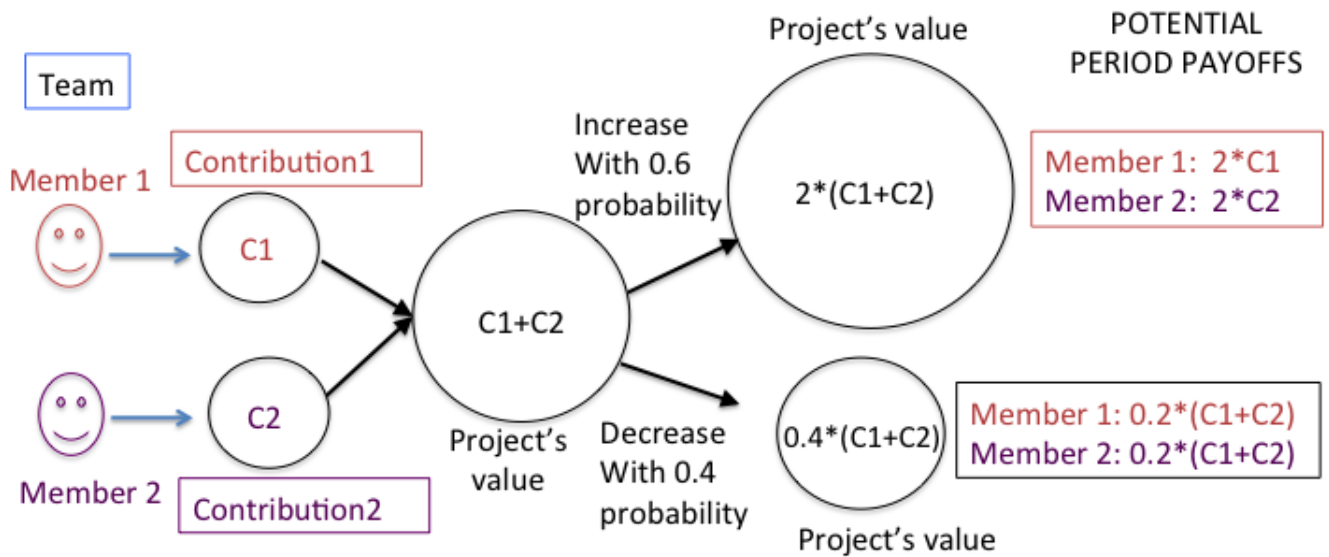 Team
Member 1
Contribution1
C1
Member 2
C2
Contribution2
C1+C2
Project's
value
Increase
With 0.6
probability
Decrease
With 0.4
probability
Project's value
2*(C1+C2)
0.4*(C1+C2)
Project's value
POTENTIAL
PERIOD PAYOFFS
Member 1: 2*C1
Member 2: 2*C2
Member 1: 0.2*(C1+C2)
Member 2: 0.2*(C1+C2)